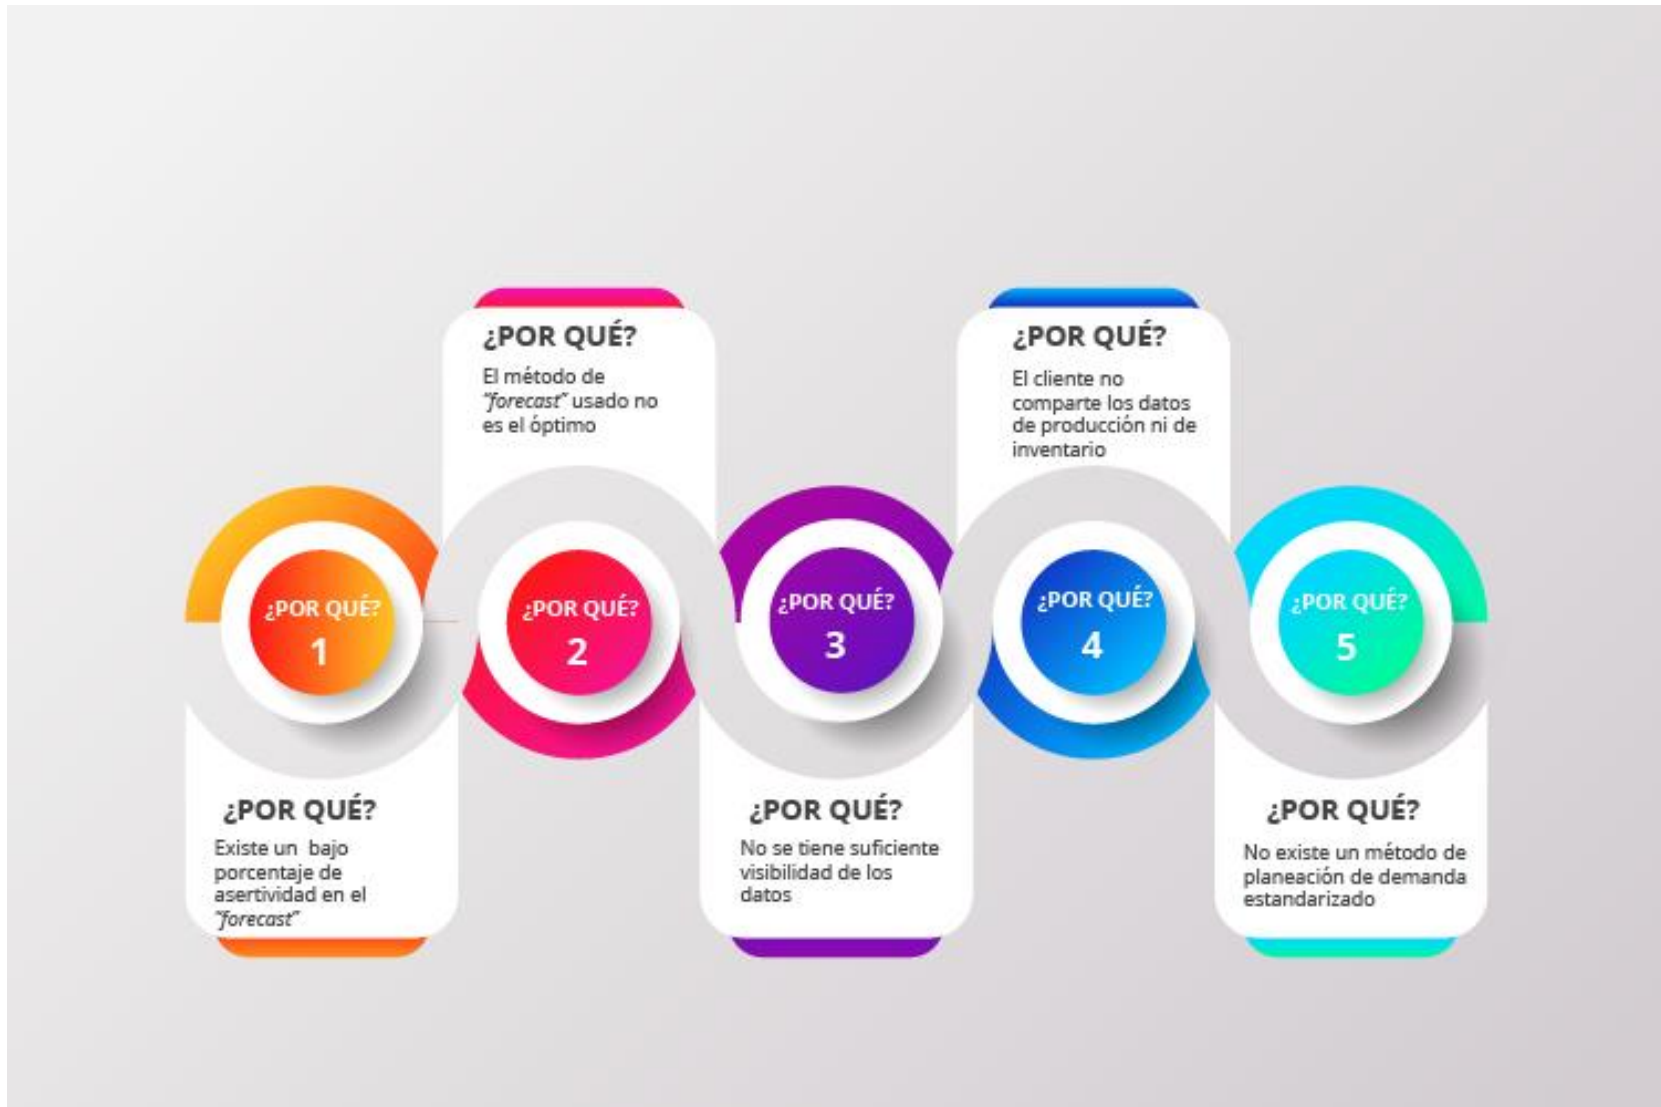 ¿POR QUÉ?
1
¿POR QUÉ?
Existe un bajo
porcentaje de
asertividad en el
"forecast"
¿POR QUÉ?
El método de
"forecast" usado no
es el óptimo
¿POR QUÉ?
2
¿POR QUÉ?
3
¿POR QUÉ?
No se tiene suficiente
visibilidad de los
datos
¿POR QUÉ?
El cliente no
comparte los datos
de producción ni de
inventario
¿POR QUÉ?
4
¿POR QUÉ?
5
¿POR QUÉ?
No existe un método de
planeación de demanda
estandarizado